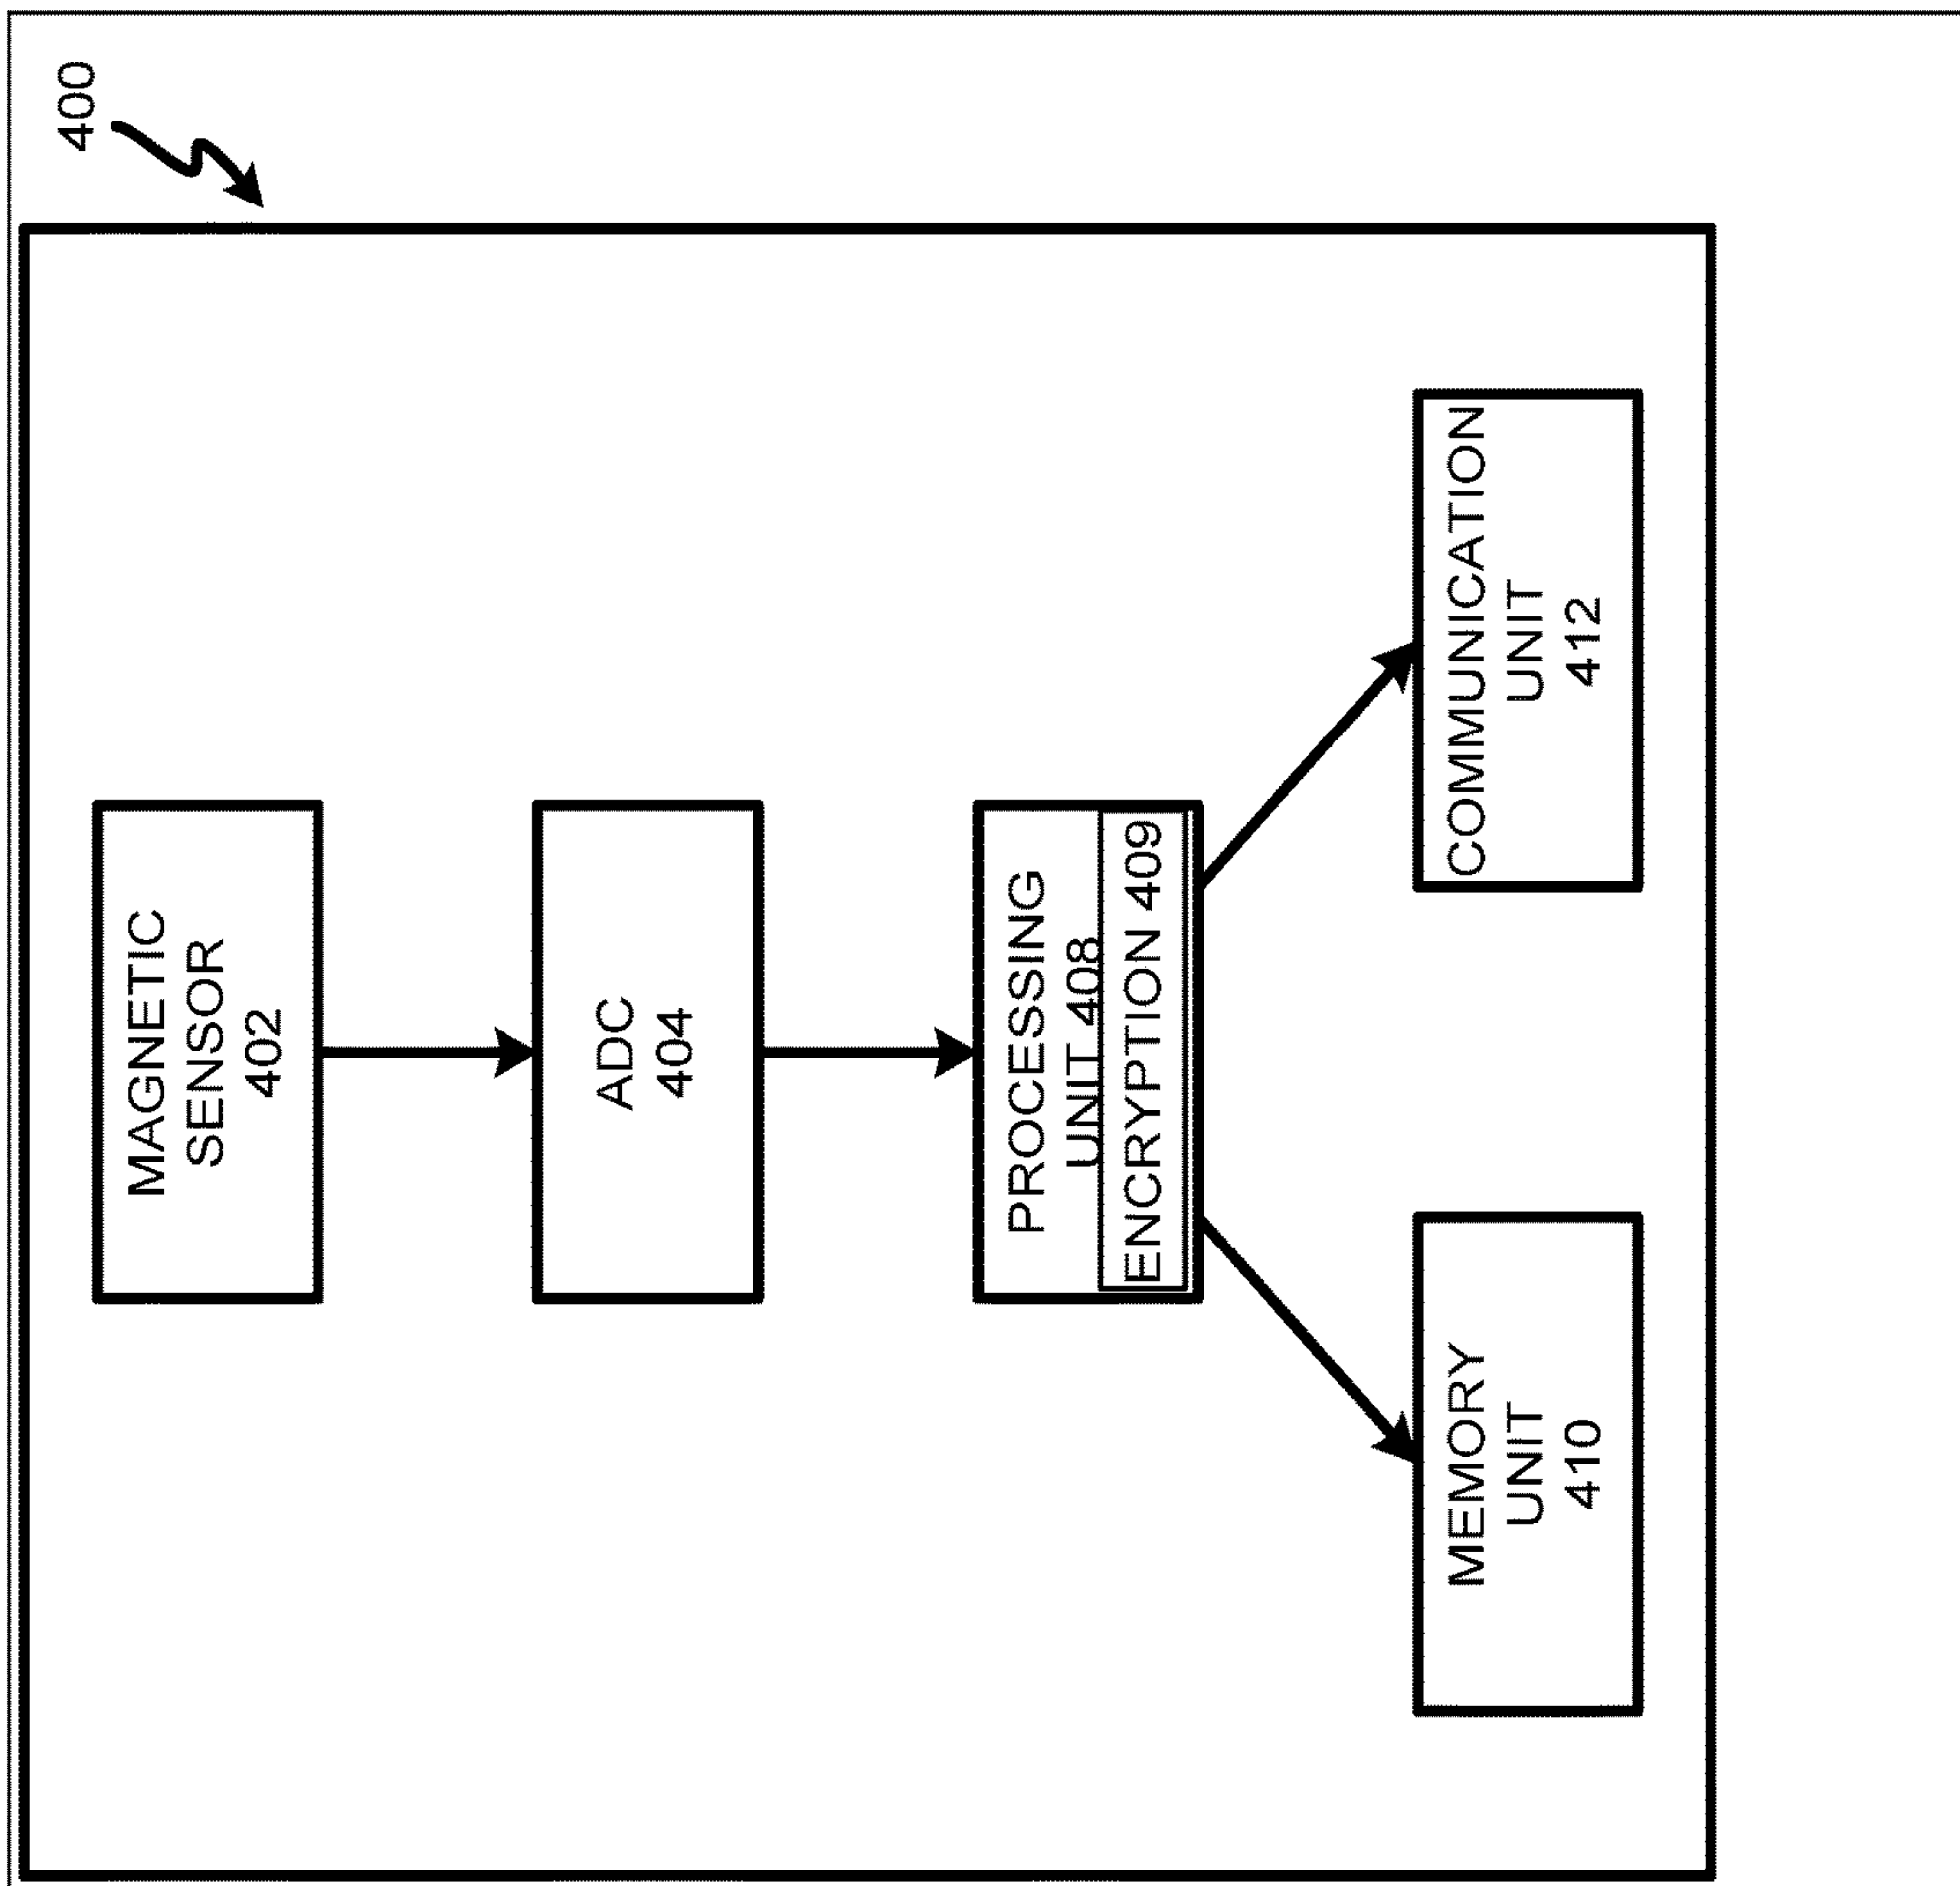 400
MAGNETIC
SENSOR
402
ADC
404
PROCESSING
UNIT 408
ENCRYPTION 409
MEMORY
UNIT
410
COMMUNICATION
UNIT
412